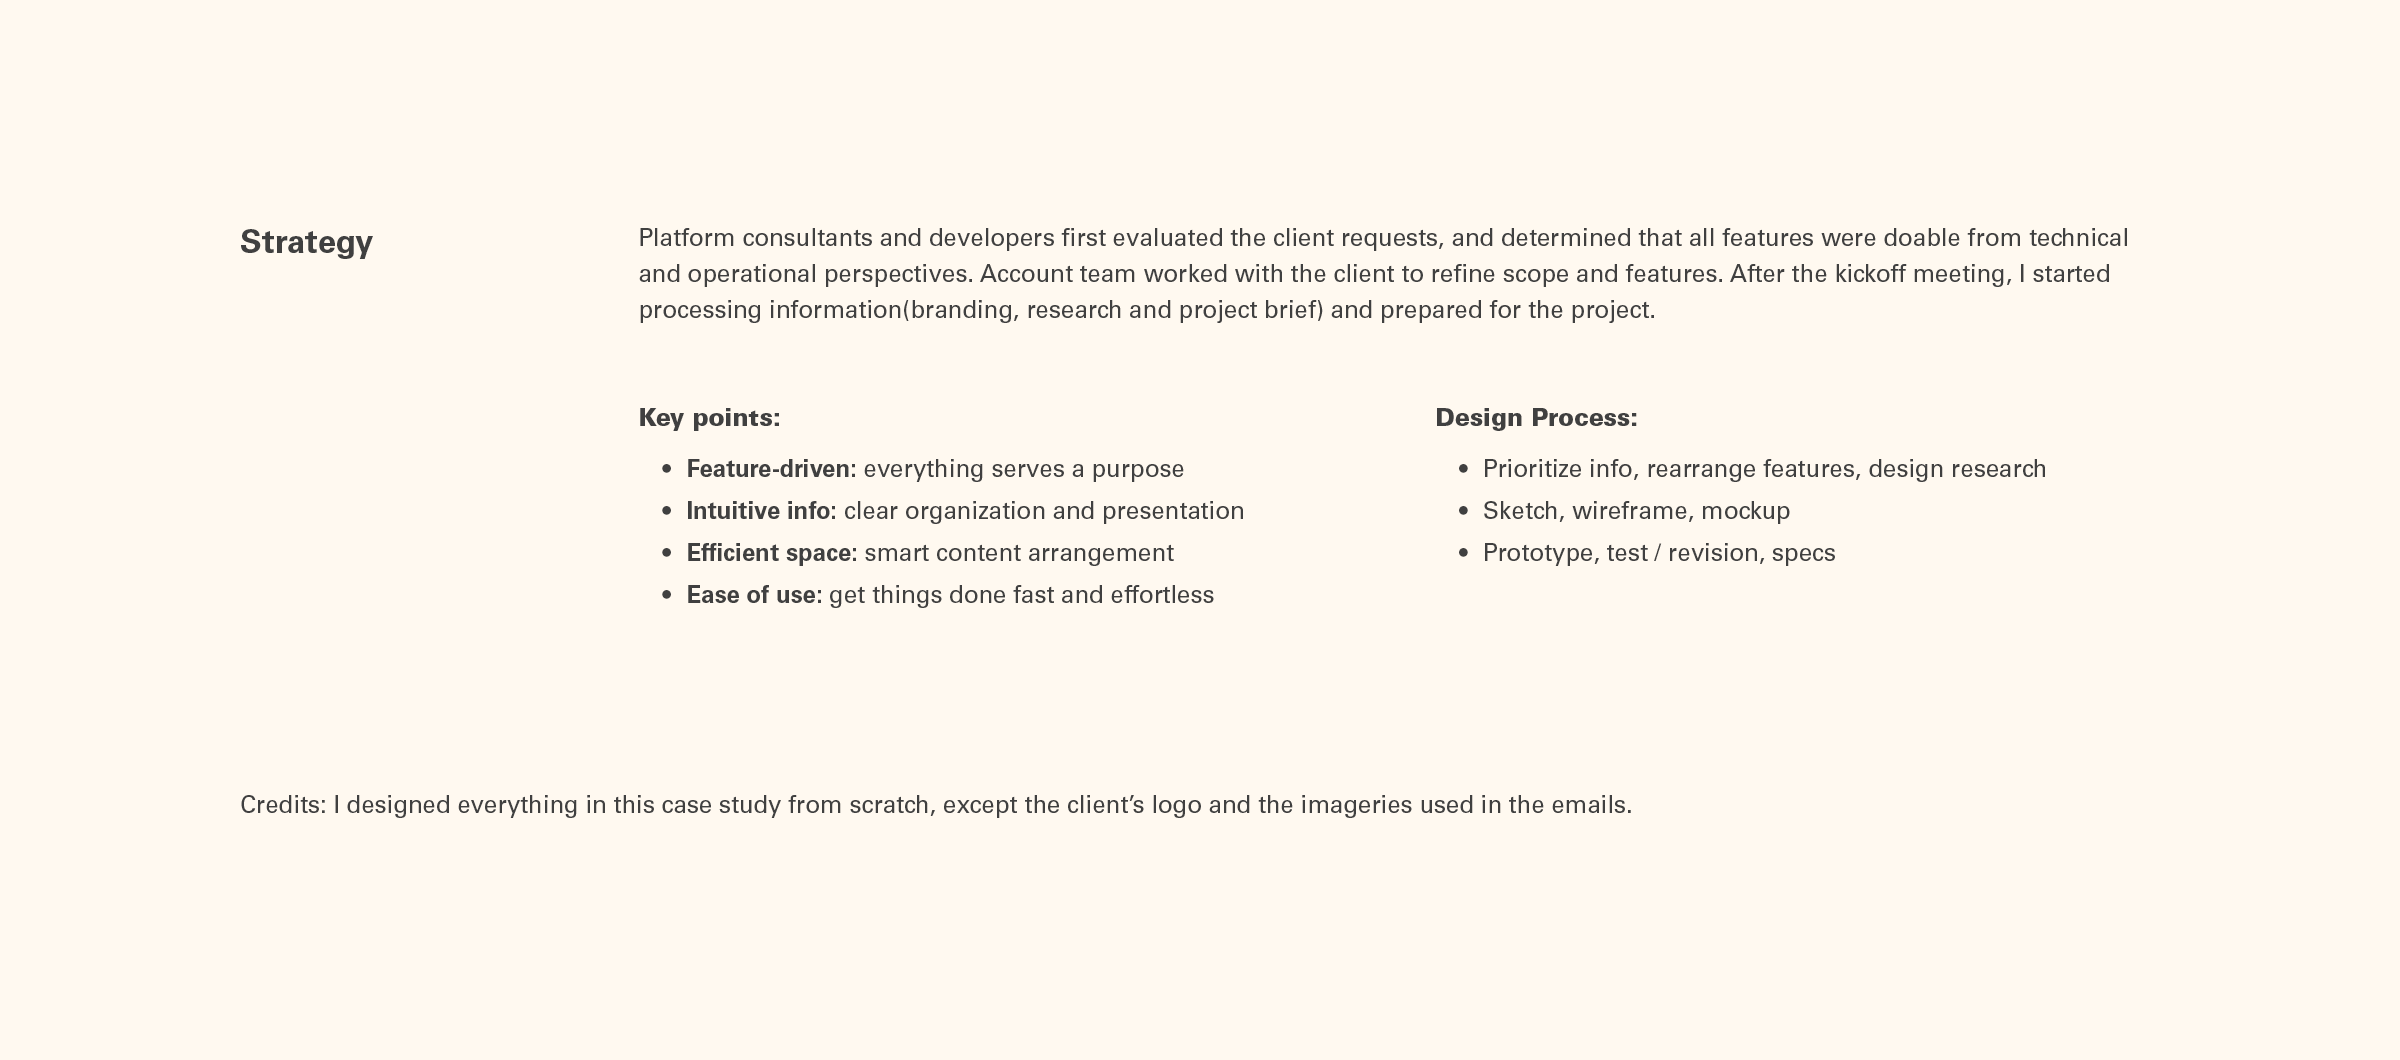 Strategy
Platform consultants and developers first evaluated the client requests, and determined that all features were doable from technical
and operational perspectives. Account team worked with the client to refine scope and features. After the kickoff meeting, I started
processing information(branding, research and project brief) and prepared for the project.
Key points:
• Feature-driven: everything serves a purpose
• Intuitive info: clear organization and presentation
• Efficient space: smart content arrangement
• Ease of use: get things done fast and effortless
Design Process:
• Prioritize info, rearrange features, design research
• Sketch, wireframe, mockup
• Prototype, test / revision, specs
Credits: I designed everything in this case study from scratch, except the client’s logo and the imageries used in the emails.